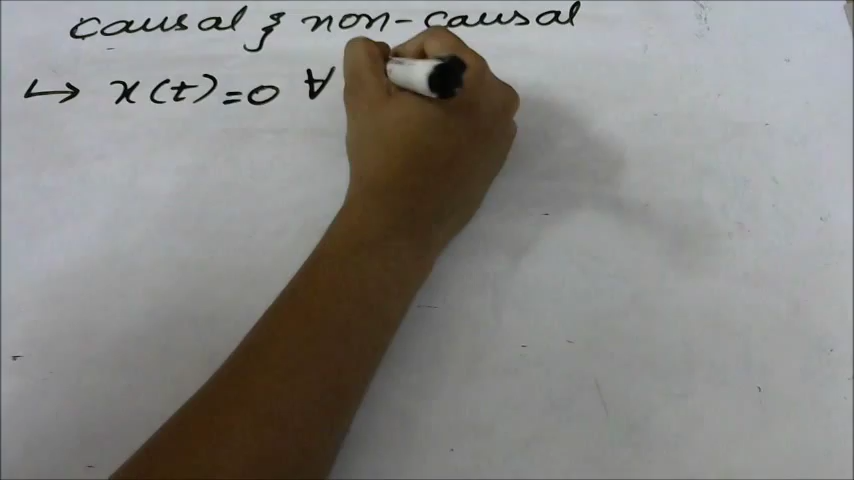 causal & non-causal
↳ x(t)=0 ∀